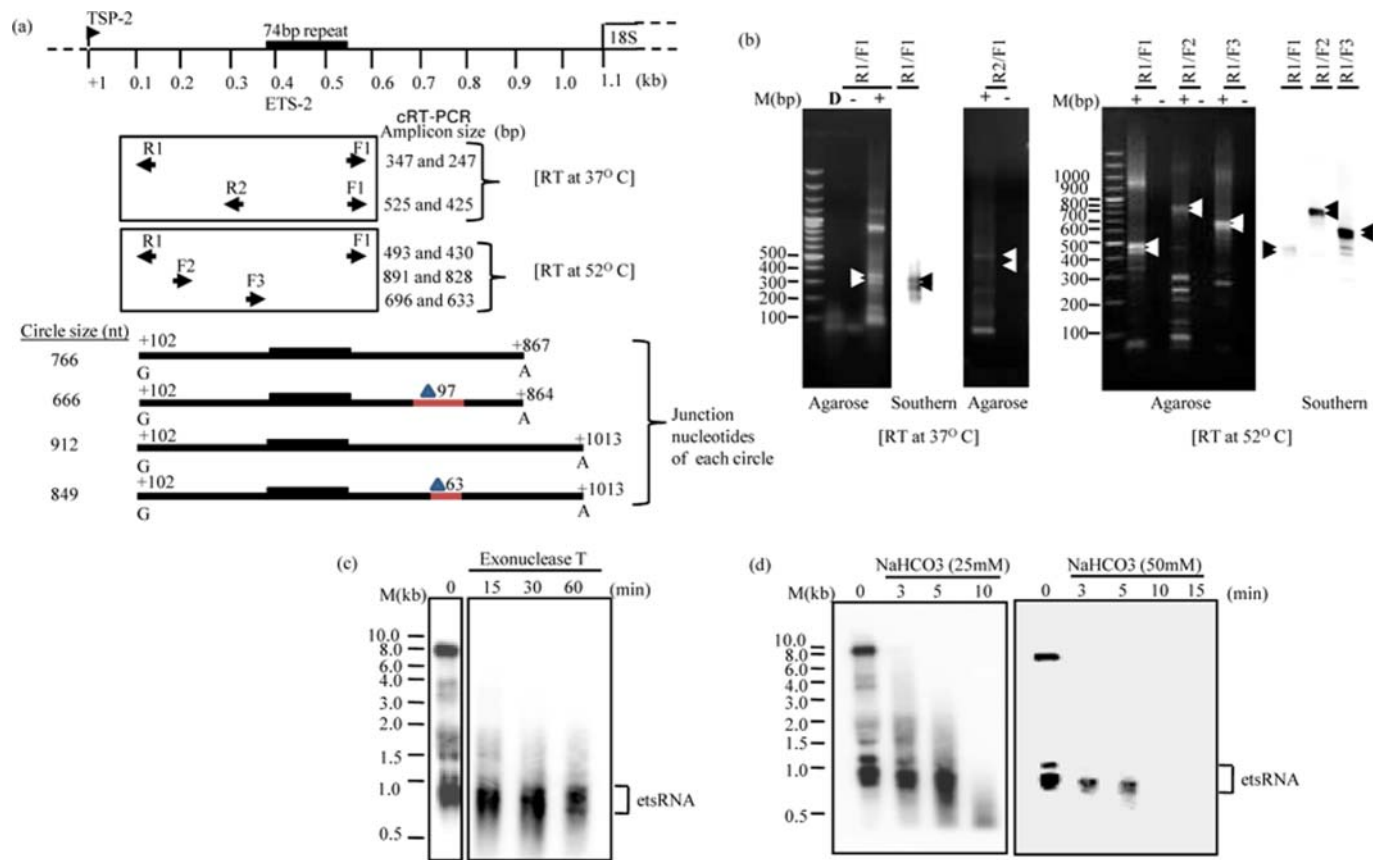 (a)
TSP-2
74bp repeat
18S
+1 0.1 0.2 0.3 0.4 0.5 0.6 0.7 0.8 0.9 1.0 1.1 (kb)
ETS-2
cRT-PCR
Amplicon size (bp)
R1 F1 347 and 247
R2 F1 525 and 425
[RT at 37O C]
R1 F1 493 and 430
F2 891 and 828
F3 696 and 633
[RT at 52O C]
Circle size (nt)
766 +102 +867
G A
666 +102 97 +864
G A
912 +102 +1013
G A
849 +102 63 +1013
G A
Junction
nucleotides
of each circle
(b)
R1/F1 R1/F1 R2/F1
M(bp) D - + + -
500
400
300
200
100
Agarose Southern Agarose
[RT at 37O C]
R1/F1 R1/F2 R1/F3 R1/F1 R1/F2 R1/F3
M(bp) + - + - + -
1000
900
800
700
600
500
400
300
200
100
Agarose Southern
[RT at 52O C]
(c)
Exonuclease T
M(kb) 0 15 30 60 (min)
10.0
8.0
6.0
4.0
3.0
2.0
1.5
1.0
0.5
etsRNA
(d)
NaHCO3 (25mM) NaHCO3 (50mM)
M(kb) 0 3 5 10 0 3 5 10 15 (min)
10.0
8.0
6.0
4.0
3.0
2.0
1.5
1.0
0.5
etsRNA